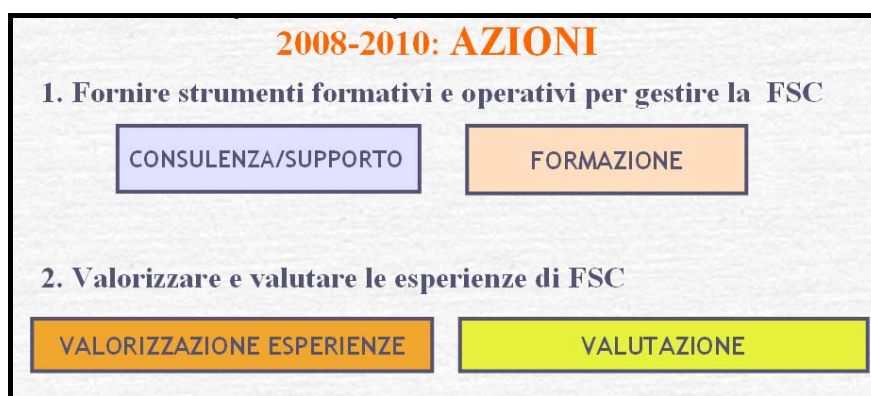 2008-2010: AZIONI
1. Fornire strumenti formativi e operativi per gestire la FSC
CONSULENZA/SUPPORTO FORMAZIONE
2. Valorizzare e valutare le esperienze di FSC
VALORIZZAZIONE ESPERIENZE VALUTAZIONE